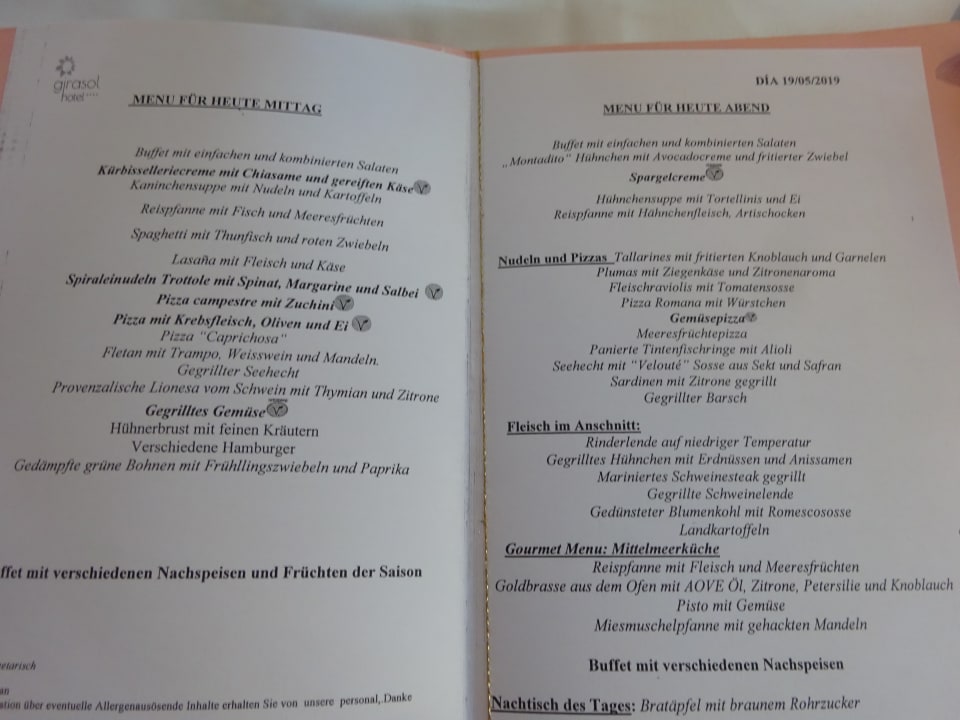 girasol
hotel ****
MENU FÜR HEUTE MITTAG
Buffet mit einfachen und kombinierten Salaten
Kürbisselleriecreme mit Chiasame und gereiften Käse
Kaninchensuppe mit Nudeln und Kartoffeln
Reispfanne mit Fisch und Meeresfrüchten
Spaghetti mit Thunfisch und roten Zwiebeln
Lasaña mit Fleisch und Käse
Spiraleinudeln Trottole mit Spinat, Margarine und Salbei
Pizza campestre mit Zuchini
Pizza mit Krebsfleisch, Oliven und Ei
Pizza "Caprichosa"
Fletan mit Trampo, Weisswein und Mandeln.
Gegrillter Seehecht
Provenzalische Lionesa vom Schwein mit Thymian und Zitrone
Gegrilltes Gemüse
Hühnerbrust mit feinen Kräutern
Verschiedene Hamburger
Gedämpfte grüne Bohnen mit Frühllingszwiebeln und Paprika
ffet mit verschiedenen Nachspeisen und Früchten der Saison
etarisch
an
ation über eventuelle Allergenausösende Inhalte erhalten Sie von unsere personal, Danke
DÍA 19/05/2019
MENU FÜR HEUTE ABEND
Buffet mit einfachen und kombinierten Salaten
„Montadito" Hühnchen mit Avocadocreme und fritierter Zwiebel
Spargelcreme
Hühnchensuppe mit Tortellinis und Ei
Reispfanne mit Hähnchenfleisch, Artischocken
Nudeln und Pizzas Tallarines mit fritierten Knoblauch und Garnelen
Plumas mit Ziegenkäse und Zitronenaroma
Fleischraviolis mit Tomatensosse
Pizza Romana mit Würstchen
Gemüsepizza
Meeresfrüchtepizza
Panierte Tintenfischringe mit Alioli
Seehecht mit "Velouté" Sosse aus Sekt und Safran
Sardinen mit Zitrone gegrillt
Gegrillter Barsch
Fleisch im Anschnitt:
Rinderlende auf niedriger Temperatur
Gegrilltes Hühnchen mit Erdnüssen und Anissamen
Mariniertes Schweinesteak gegrillt
Gegrillte Schweinelende
Gedünsteter Blumenkohl mit Romescososse
Landkartoffeln
Gourmet Menu: Mittelmeerküche
Reispfanne mit Fleisch und Meeresfrüchten
Goldbrasse aus dem Ofen mit AOVE Öl, Zitrone, Petersilie und Knoblauch
Pisto mit Gemüse
Miesmuschelpfanne mit gehackten Mandeln
Buffet mit verschiedenen Nachspeisen
Nachtisch des Tages: Bratäpfel mit braunem Rohrzucker